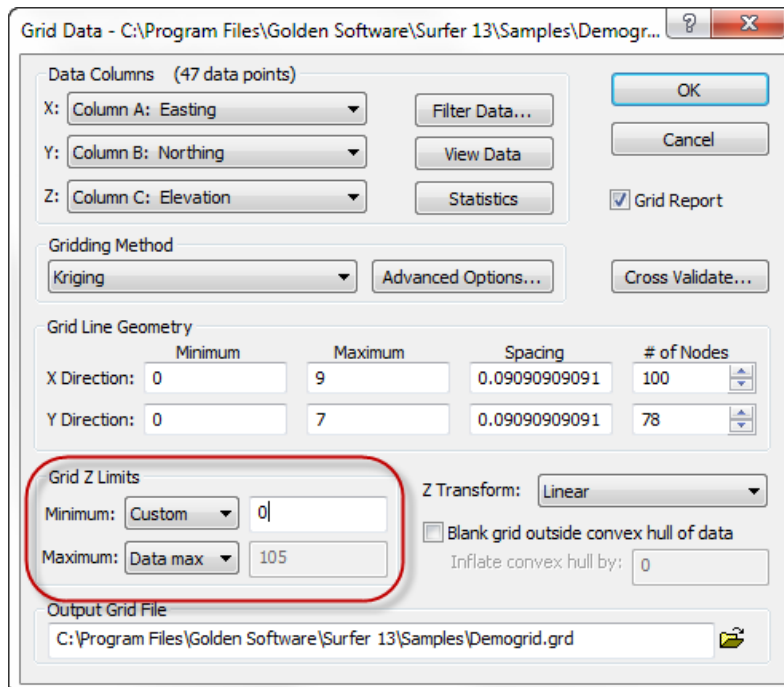 Grid Data - C:\Program Files\Golden Software\Surfer 13\Samples\Demogr...
Data Columns (47 data points)
X: Column A: Easting
Filter Data...
OK
Y: Column B: Northing
View Data
Cancel
Z: Column C: Elevation
Statistics
Grid Report
Gridding Method
Kriging
Advanced Options...
Cross Validate...
Grid Line Geometry
Minimum Maximum Spacing # of Nodes
X Direction: 0 9 0.09090909091 100
Y Direction: 0 7 0.09090909091 78
Grid Z Limits
Minimum: Custom 0
Maximum: Data max 105
Z Transform: Linear
Blank grid outside convex hull of data
Inflate convex hull by: 0
Output Grid File
C:\Program Files\Golden Software\Surfer 13\Samples\Demogrid.grd